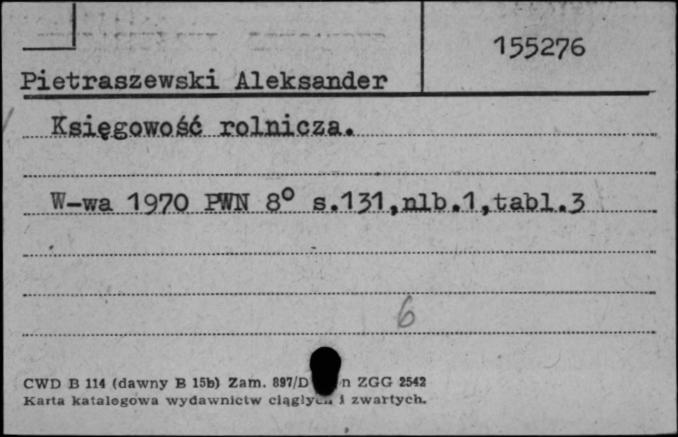 155276
Pietraszewski Aleksander
Księgowość rolnicza.
W-wa 1970 PWN 8° s.131,nlb.1,tabl.3
6
CWD B 114 (dawny B 15b) Zam. 897/D ZGG 2542
Karta katalogowa wydawnictw ciągłych i zwartych.